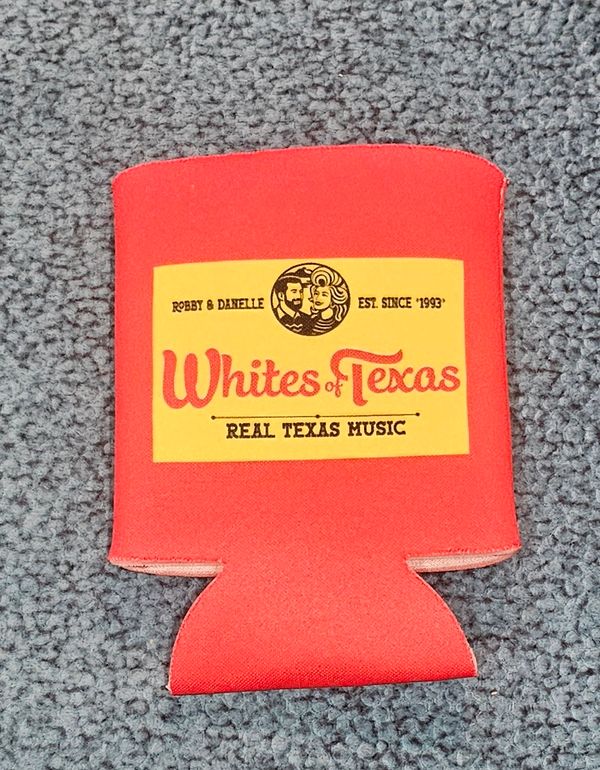 ROBBY & DANELLE EST. SINCE "1993"
Whites of Texas
REAL TEXAS MUSIC